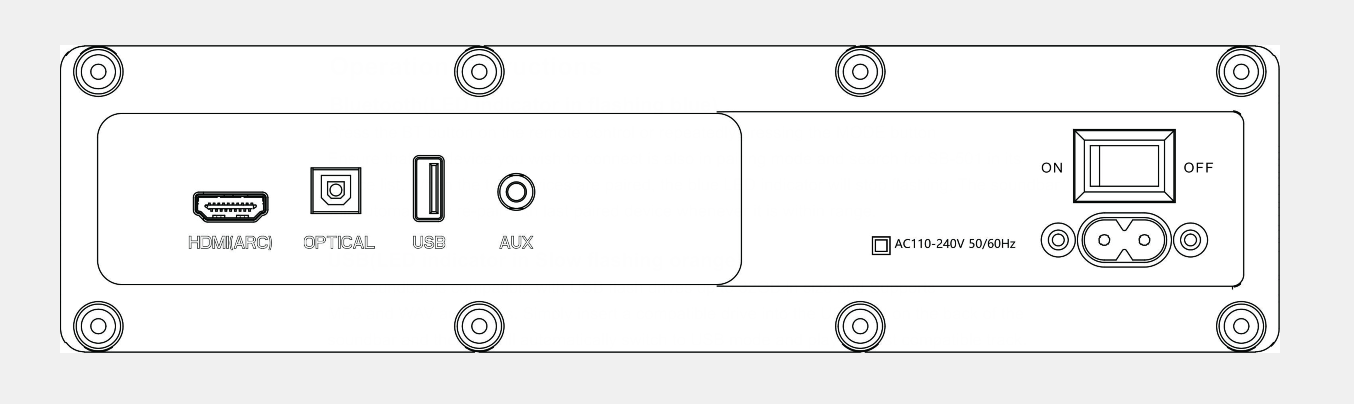 ON
OFF
HDMI(ARC)
OPTICAL
USB
AUX
AC110-240V 50/60Hz